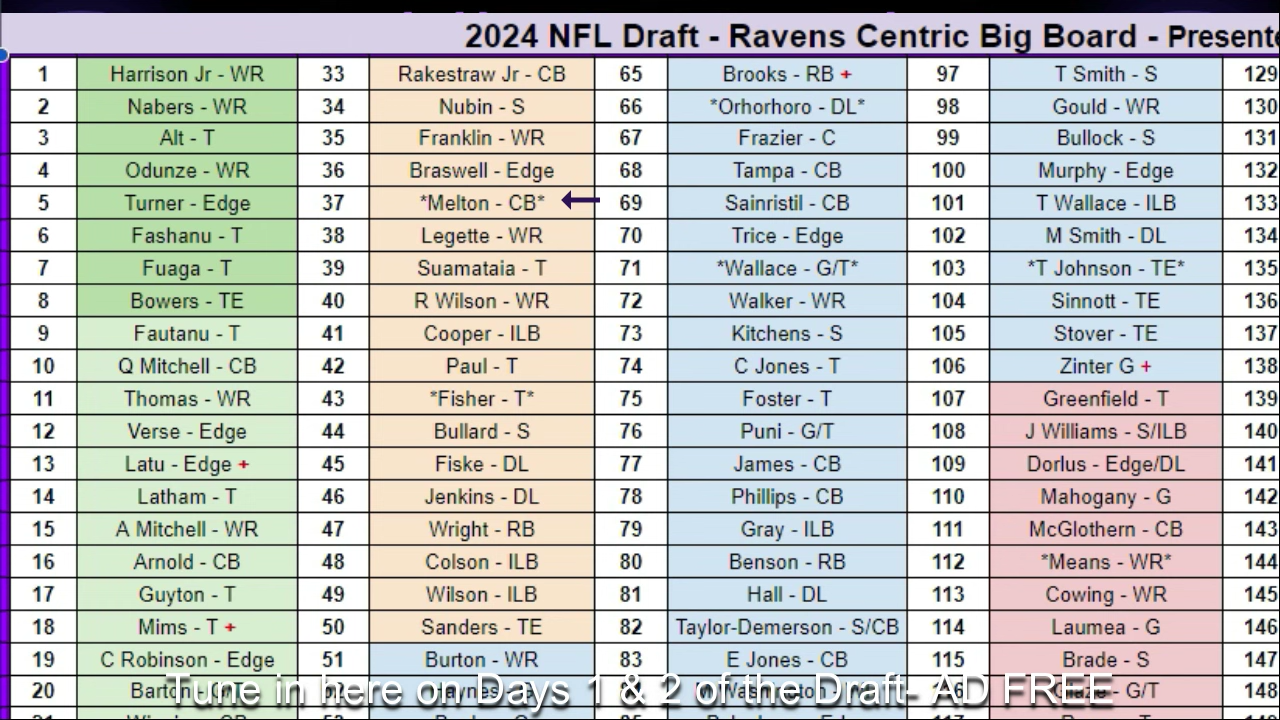 2024 NFL Draft - Ravens Centric Big Board - Present
1 Harrison Jr - WR 33 Rakestraw Jr - CB 65 Brooks - RB + 97 T Smith - S 129
2 Nabers - WR 34 Nubin - S 66 *Orhorhoro - DL* 98 Gould - WR 130
3 Alt - T 35 Franklin - WR 67 Frazier - C 99 Bullock - S 131
4 Odunze - WR 36 Braswell - Edge 68 Tampa - CB 100 Murphy - Edge 132
5 Turner - Edge 37 *Melton - CB* 69 Sainristil - CB 101 T Wallace - ILB 133
6 Fashanu - T 38 Legette - WR 70 Trice - Edge 102 M Smith - DL 134
7 Fuaga - T 39 Suamataia - T 71 *Wallace - G/T* 103 *T Johnson - TE* 135
8 Bowers - TE 40 R Wilson - WR 72 Walker - WR 104 Sinnott - TE 136
9 Fautanu - T 41 Cooper - ILB 73 Kitchens - S 105 Stover - TE 137
10 Q Mitchell - CB 42 Paul - T 74 C Jones - T 106 Zinter G + 138
11 Thomas - WR 43 *Fisher - T* 75 Foster - T 107 Greenfield - T 139
12 Verse - Edge 44 Bullard - S 76 Puni - G/T 108 J Williams - S/ILB 140
13 Latu - Edge + 45 Fiske - DL 77 James - CB 109 Dorlus - Edge/DL 141
14 Latham - T 46 Jenkins - DL 78 Phillips - CB 110 Mahogany - G 142
15 A Mitchell - WR 47 Wright - RB 79 Gray - ILB 111 McGlothern - CB 143
16 Arnold - CB 48 Colson - ILB 80 Benson - RB 112 *Means - WR* 144
17 Guyton - T 49 Wilson - ILB 81 Hall - DL 113 Cowing - WR 145
18 Mims - T + 50 Sanders - TE 82 Taylor-Demerson - S/CB 114 Laumea - G 146
19 C Robinson - Edge 51 Burton - WR 83 E Jones - CB 115 Brade - S 147
20 84 148
Tune in here on Days 1 & 2 of the Draft- AD FREE